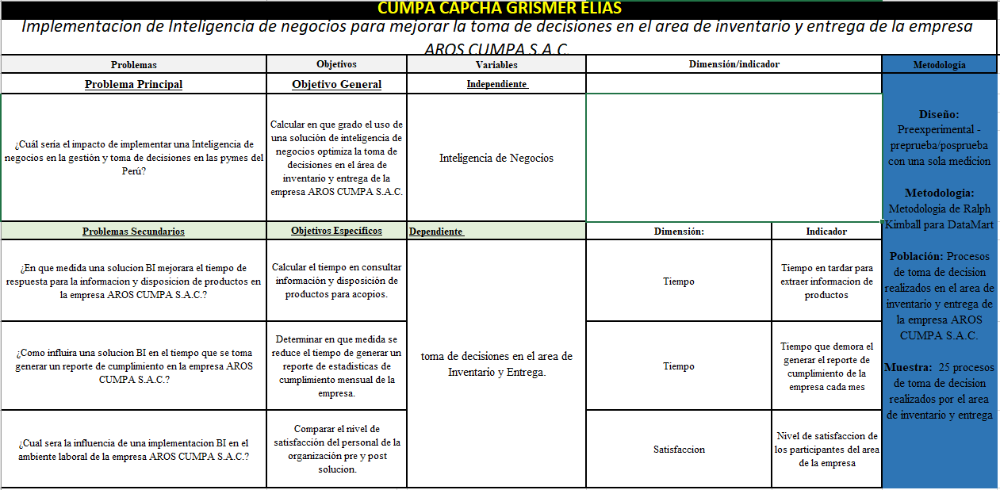 CUMPA CAPCHA GRISMER ELIAS
Implementacion de Inteligencia de negocios para mejorar la toma de decisiones en el area de inventario y entrega de la empresa
AROS CUMPA S.A.C.
Problemas
Objetivos
Variables
Dimensión/indicador
Metodología
Problema Principal
Objetivo General
Independiente
¿Cuál sería el impacto de implementar una Inteligencia de
negocios en la gestión y toma de decisiones en las pymes del
Perú?
Calcular en que grado el uso de
una solución de inteligencia de
negocios optimiza la toma de
decisiones en el área de
inventario y entrega de la
empresa AROS CUMPA S.A.C.
Inteligencia de Negocios
Problemas Secundarios
Objetivos Específicos
Dependiente
Dimensión:
Indicador
¿En que medida una solucion BI mejorara el tiempo de
respuesta para la informacion y disposicion de productos en
la empresa AROS CUMPA S.A.C.?
Calcular el tiempo en consultar
información y disposición de
productos para acopios.
toma de decisiones en el area de
Inventario y Entrega.
Tiempo
Tiempo en tardar para
extraer informacion de
productos
¿Como influira una solucion BI en el tiempo que se toma
generar un reporte de cumplimiento en la empresa AROS
CUMPA S.A.C.?
Determinar en que medida se
reduce el tiempo de generar un
reporte de estadísticas de
cumplimiento mensual de la
empresa.
Tiempo
Tiempo que demora el
generar el reporte de
cumplimiento de la
empresa cada mes
¿Cual sera la influencia de una implementacion BI en el
ambiente laboral de la empresa AROS CUMPA S.A.C.?
Comparar el nivel de
satisfacción del personal de la
organización pre y post
solucion.
Satisfaccion
Nivel de satisfaccion de
los participantes del area
de la empresa
Diseño:
Preexperimental -
preprueba/posprueba
con una sola medicion
Metodologia:
Metodologia de Ralph
Kimball para DataMart
Población: Procesos
de toma de decision
realizados en el area de
inventario y entrega de
la empresa AROS
CUMPA S.A.C.
Muestra: 25 procesos
de toma de decision
realizados por el area
de inventario y entrega